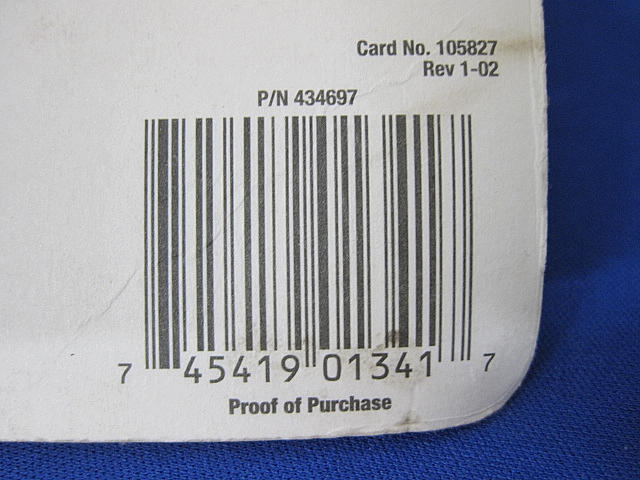 Card No. 105827
Rev 1-02
P/N 434697
7 45419 01341 7
Proof of Purchase